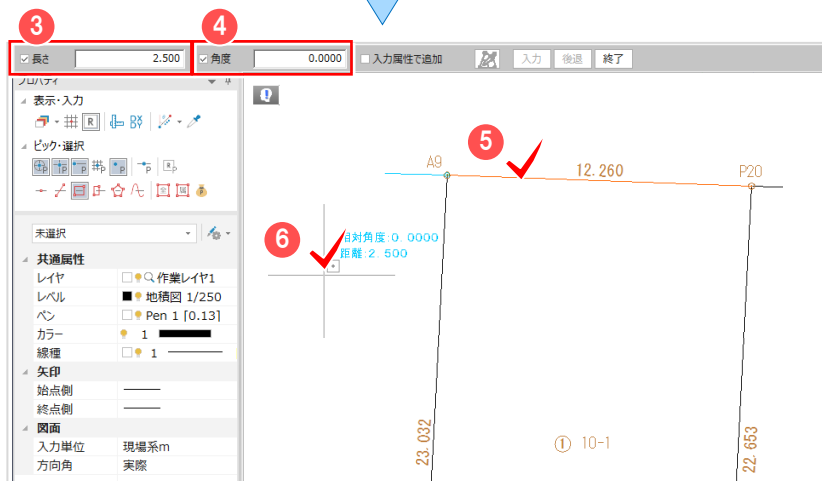 3
4
長さ 2.500 角度 0.0000 入力属性で追加 入力 後退 終了
プロパティ
表示・入力
R
ピック・選択
未選択
共通属性
レイヤ 作業レイヤ1
レベル 地積図 1/250
ペン Pen 1 [0.13]
カラー 1
線種 1
矢印
始点側
終点側
図面
入力単位 現場系m
方向角 実際
5
A9
12.260
P20
6
相対角度:0.0000
距離:2.500
23.032
① 10-1
22.653